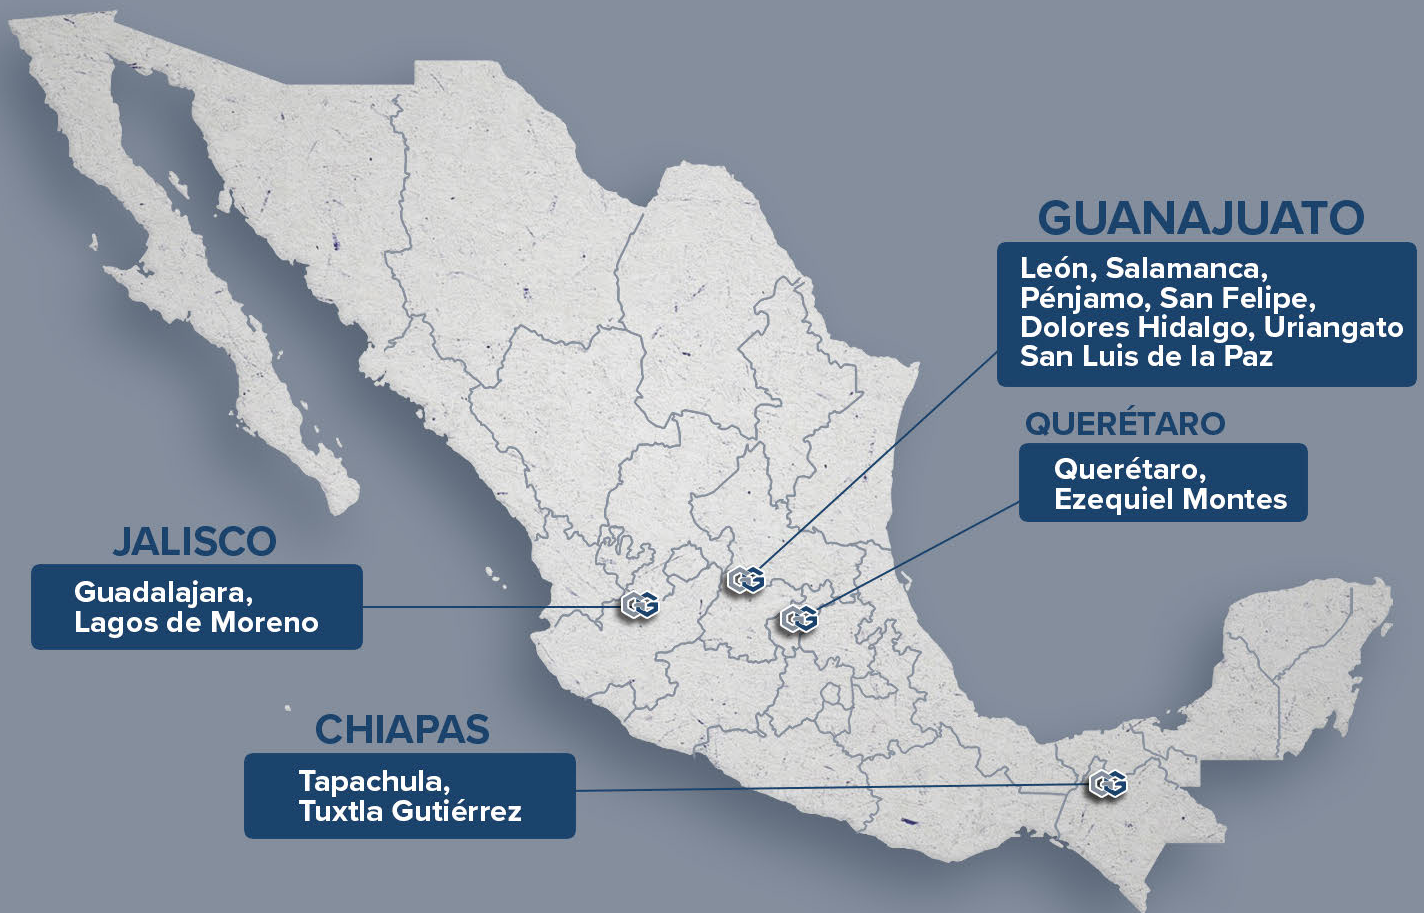 GUANAJUATO
León, Salamanca,
Pénjamo, San Felipe,
Dolores Hidalgo, Uriangato
San Luis de la Paz
QUERÉTARO
Querétaro,
Ezequiel Montes
JALISCO
Guadalajara,
Lagos de Moreno
CHIAPAS
Tapachula,
Tuxtla Gutiérrez